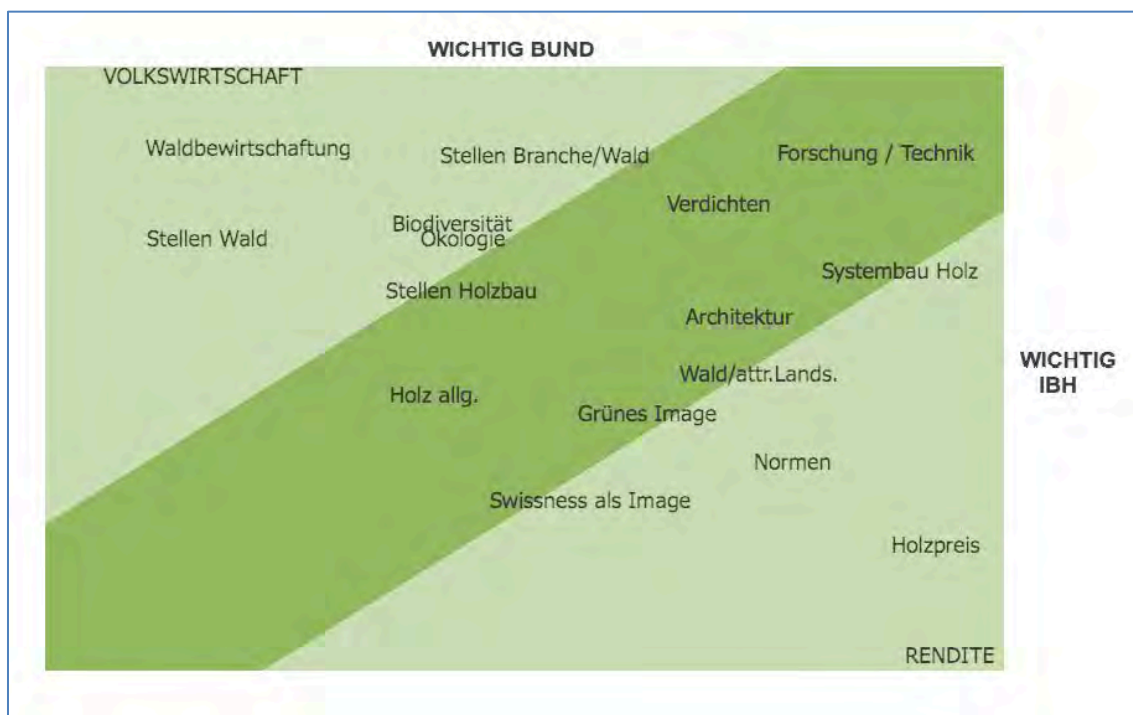 WICHTIG BUND
VOLKSWIRTSCHAFT
Waldbewirtschaftung
Stellen Branche/Wald
Forschung / Technik
Verdichten
Biodiversität
Stellen Wald
Ökologie
Systembau Holz
Stellen Holzbau
Architektur
WICHTIG
IBH
Wald/attr.Lands.
Holz allg.
Grünes Image
Normen
Swissness als Image
Holzpreis
RENDITE